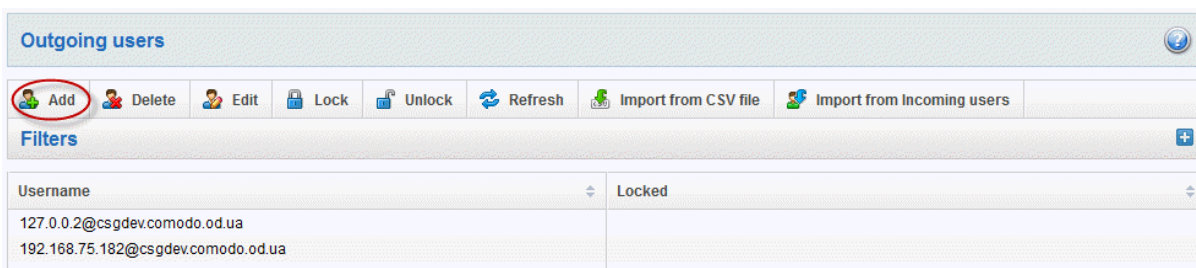 Outgoing users
Add Delete Edit Lock Unlock Refresh Import from CSV file Import from Incoming users
Filters
Username Locked
127.0.0.2@csgdev.comodo.od.ua
192.168.75.182@csgdev.comodo.od.ua